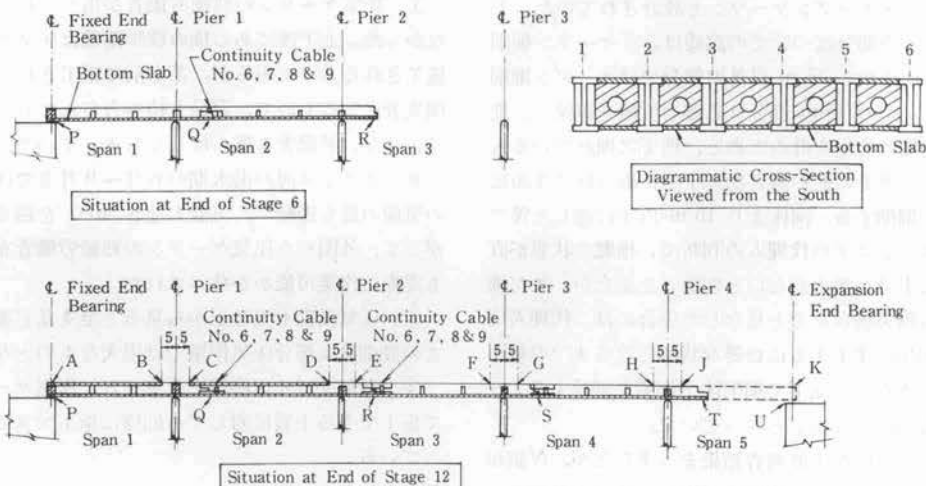 ℄ Fixed End Bearing
℄ Pier 1
℄ Pier 2
℄ Pier 3
Bottom Slab
Continuity Cable
No. 6, 7, 8 & 9
P
Q
R
Span 1
Span 2
Span 3
Situation at End of Stage 6
1 2 3 4 5 6
Bottom Slab
Diagrammatic Cross-Section
Viewed from the South
℄ Fixed End Bearing
℄ Pier 1
℄ Pier 2
℄ Pier 3
℄ Pier 4
℄ Expansion End Bearing
Continuity Cable
No. 6, 7, 8 & 9
Continuity Cable
No. 6, 7, 8 & 9
5 5
5 5
5 5
5 5
A B C D E F G H J K
P Q R S T U
Span 1
Span 2
Span 3
Span 4
Span 5
Situation at End of Stage 12